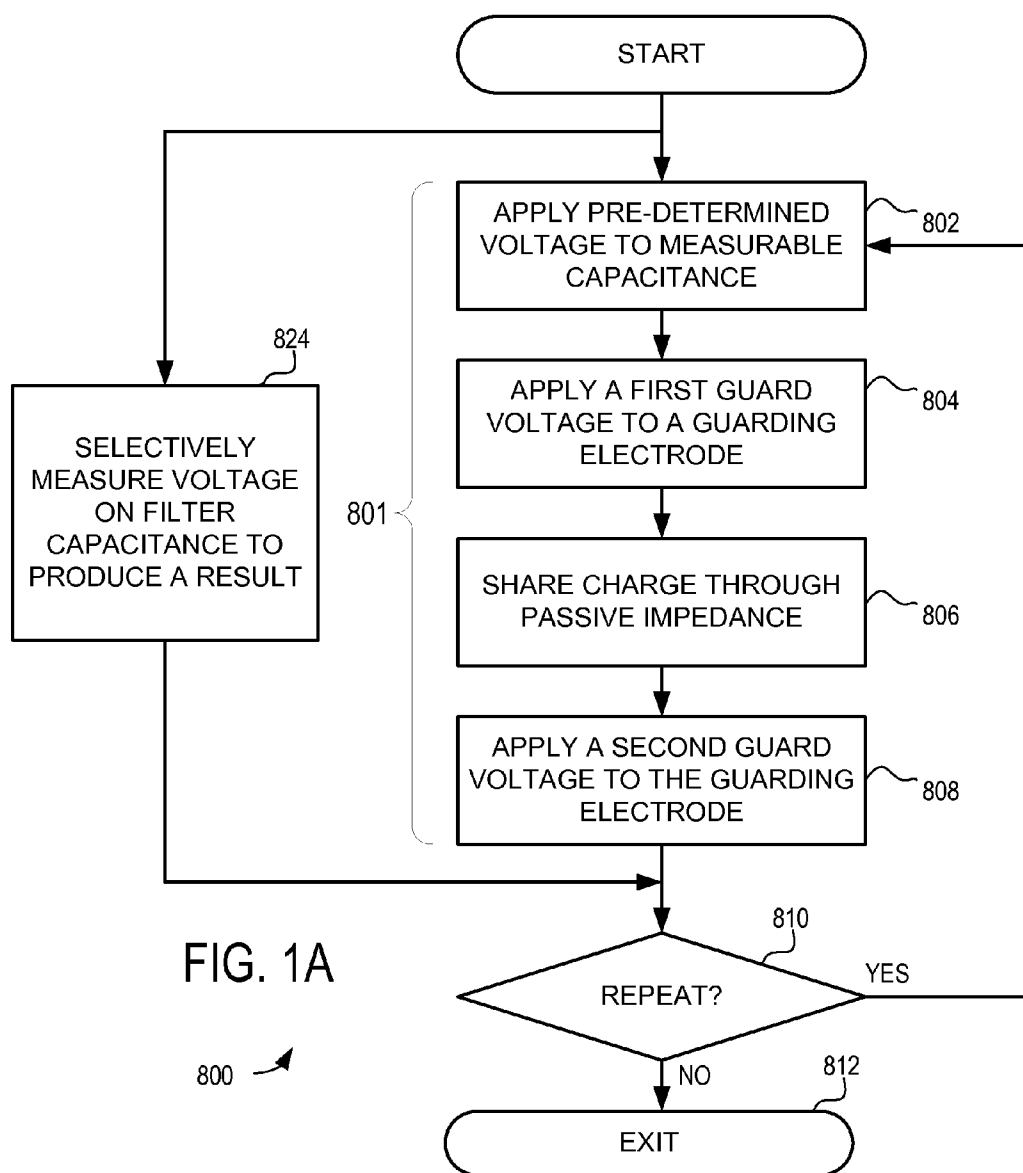 START
APPLY PRE-DETERMINED
VOLTAGE TO MEASURABLE
CAPACITANCE
802
824
SELECTIVELY
MEASURE VOLTAGE
ON FILTER
CAPACITANCE TO
PRODUCE A RESULT
801
APPLY A FIRST GUARD
VOLTAGE TO A GUARDING
ELECTRODE
804
SHARE CHARGE THROUGH
PASSIVE IMPEDANCE
806
APPLY A SECOND GUARD
VOLTAGE TO THE GUARDING
ELECTRODE
808
FIG. 1A
810
REPEAT?
YES
800
NO
812
EXIT